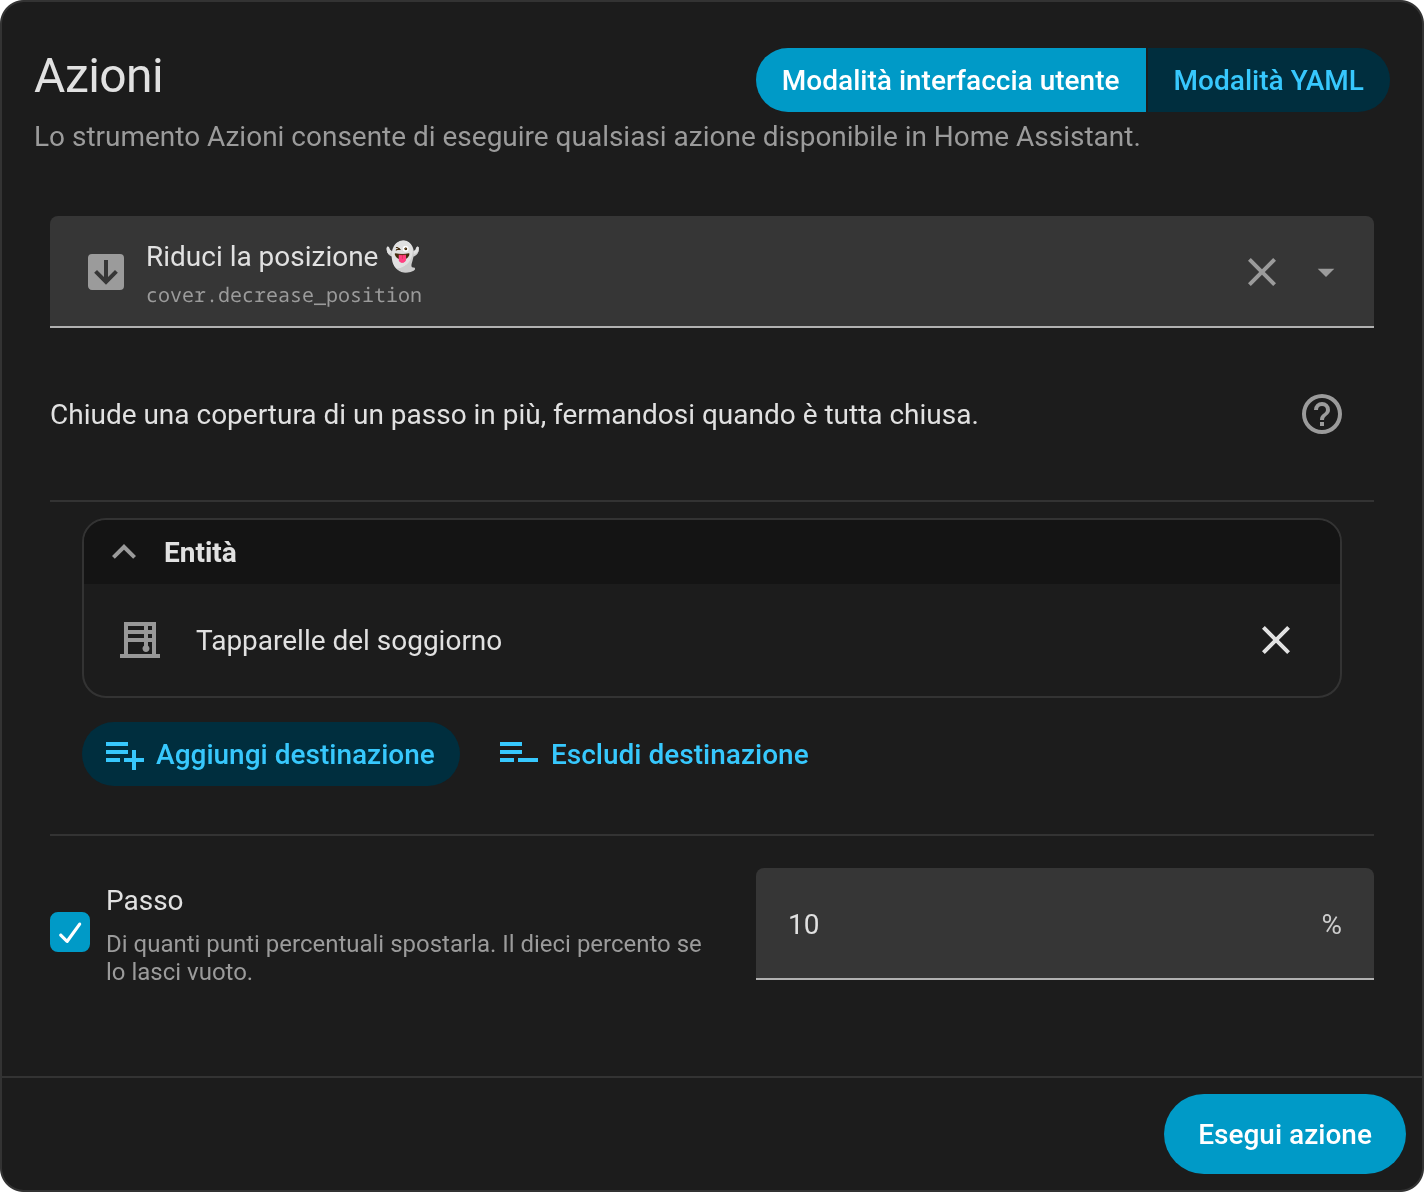 Azioni
Modalità interfaccia utente
Modalità YAML
Lo strumento Azioni consente di eseguire qualsiasi azione disponibile in Home Assistant.
Riduci la posizione 👻
cover.decrease_position
Chiude una copertura di un passo in più, fermandosi quando è tutta chiusa.
Entità
Tapparelle del soggiorno
Aggiungi destinazione
Escludi destinazione
Passo
Di quanti punti percentuali spostarla. Il dieci percento se
lo lasci vuoto.
10 %
Esegui azione